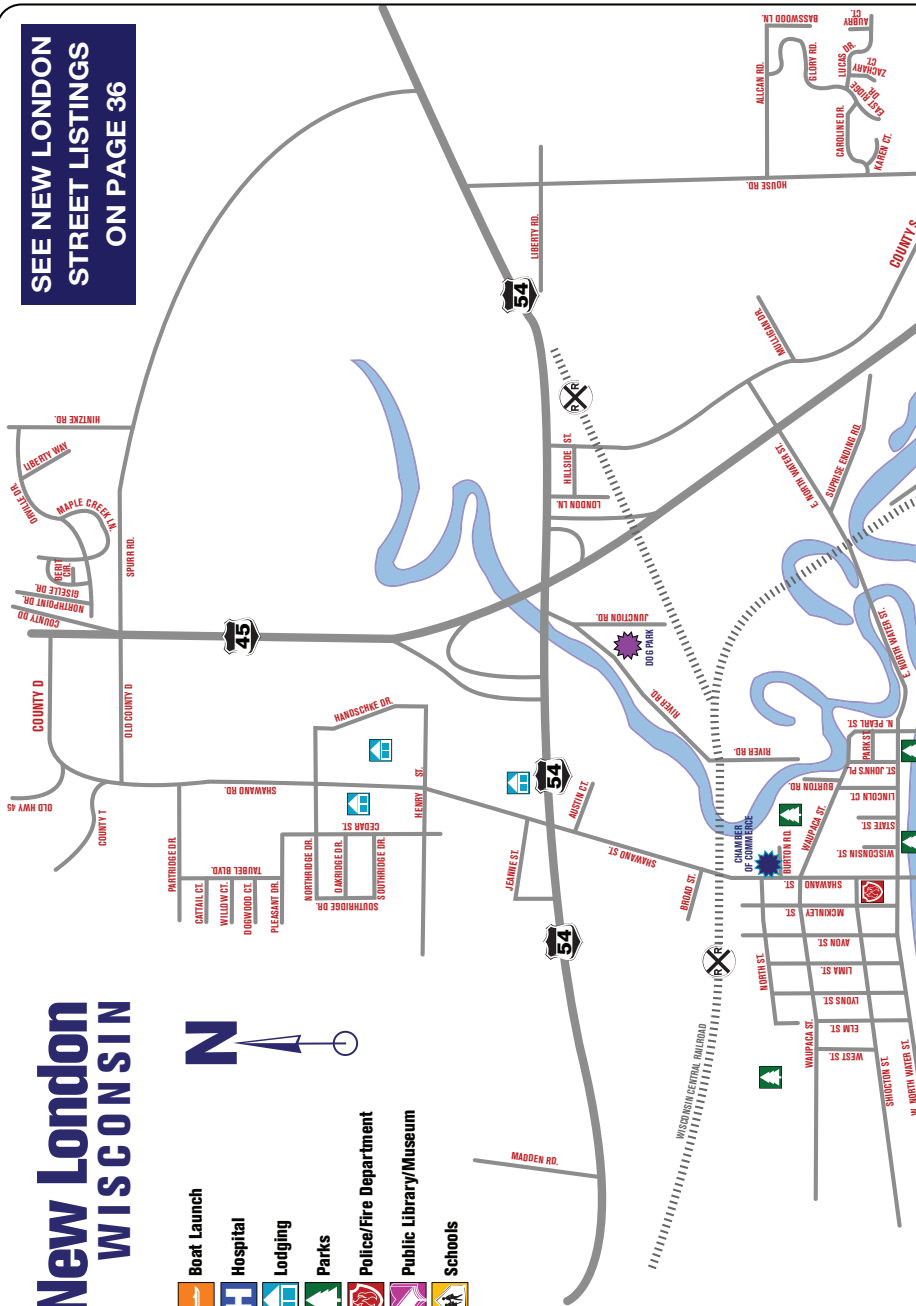 SEE NEW LONDON
STREET LISTINGS
ON PAGE 36
New London
WISCONSIN
N
Boat Launch
Hospital
H
Lodging
Parks
Police/Fire Department
Public Library/Museum
Schools
HINTZKE RD.
LIBERTY WAY
ORVILLE DR.
MAPLE CREEK LN.
BERIT
CIR.
GISELLE DR.
NORTHPOINT DR.
COUNTY DD
SPURR RD.
45
COUNTY D
OLD COUNTY D
OLD HWY 45
COUNTY T
SHAWANO RD.
HANDSCHKE DR.
HENRY ST.
CEDAR ST.
PARTRIDGE DR.
TAUBEL BLVD.
CATTAIL CT.
WILLOW CT.
DOGWOOD CT.
PLEASANT DR.
NORTHRIDGE DR.
OAKRIDGE DR.
SOUTHRIDGE DR.
SOUTHRIDGE DR.
54
LIBERTY RD.
HOUSE RD.
ALLCAN RD.
BASSWOOD LN.
GLORY RD.
LUCAS DR.
AUBRY
CT.
ZACHARY
CT.
EAST RIDGE
DR.
CAROLINE DR.
KAREN CT.
COUNTY S
MULLIGAN DR.
R R
HILLSIDE ST.
LONDON LN.
E. NORTH WATER ST.
SUPRISE ENDING RD.
JUNCTION RD.
DOG PARK
RIVER RD.
54
AUSTIN CT.
JEANNE ST.
SHAWANO ST.
BROAD ST.
54
RIVER RD.
E. NORTH WATER ST.
N. PEARL ST.
PARK ST.
ST. JOHN'S PL.
BURTON RD.
LINCOLN CT.
WAUPACA ST.
STATE ST.
WISCONSIN ST.
CHAMBER
OF COMMERCE
BURTON RD.
SHAWANO ST.
MCKINLEY ST.
AVON ST.
LIMA ST.
LYONS ST.
ELM ST.
WEST ST.
NORTH ST.
WAUPACA ST.
SHIOCTON ST.
W. NORTH WATER ST.
R R
WISCONSIN CENTRAL RAILROAD
MADDEN RD.